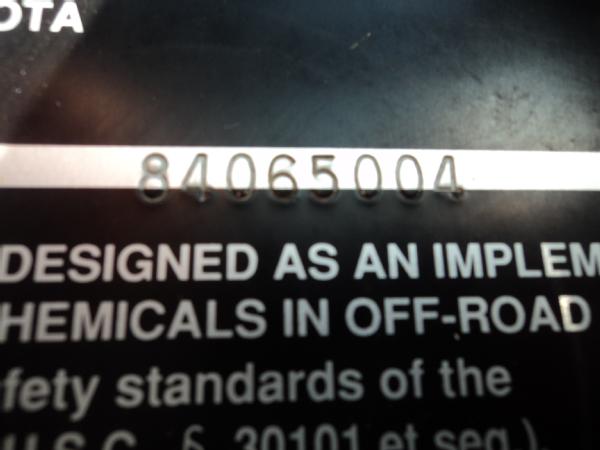 OTA
84065004
DESIGNED AS AN IMPLEM
HEMICALS IN OFF-ROAD
fety standards of the
U.S.C. § 30101 et seq.).